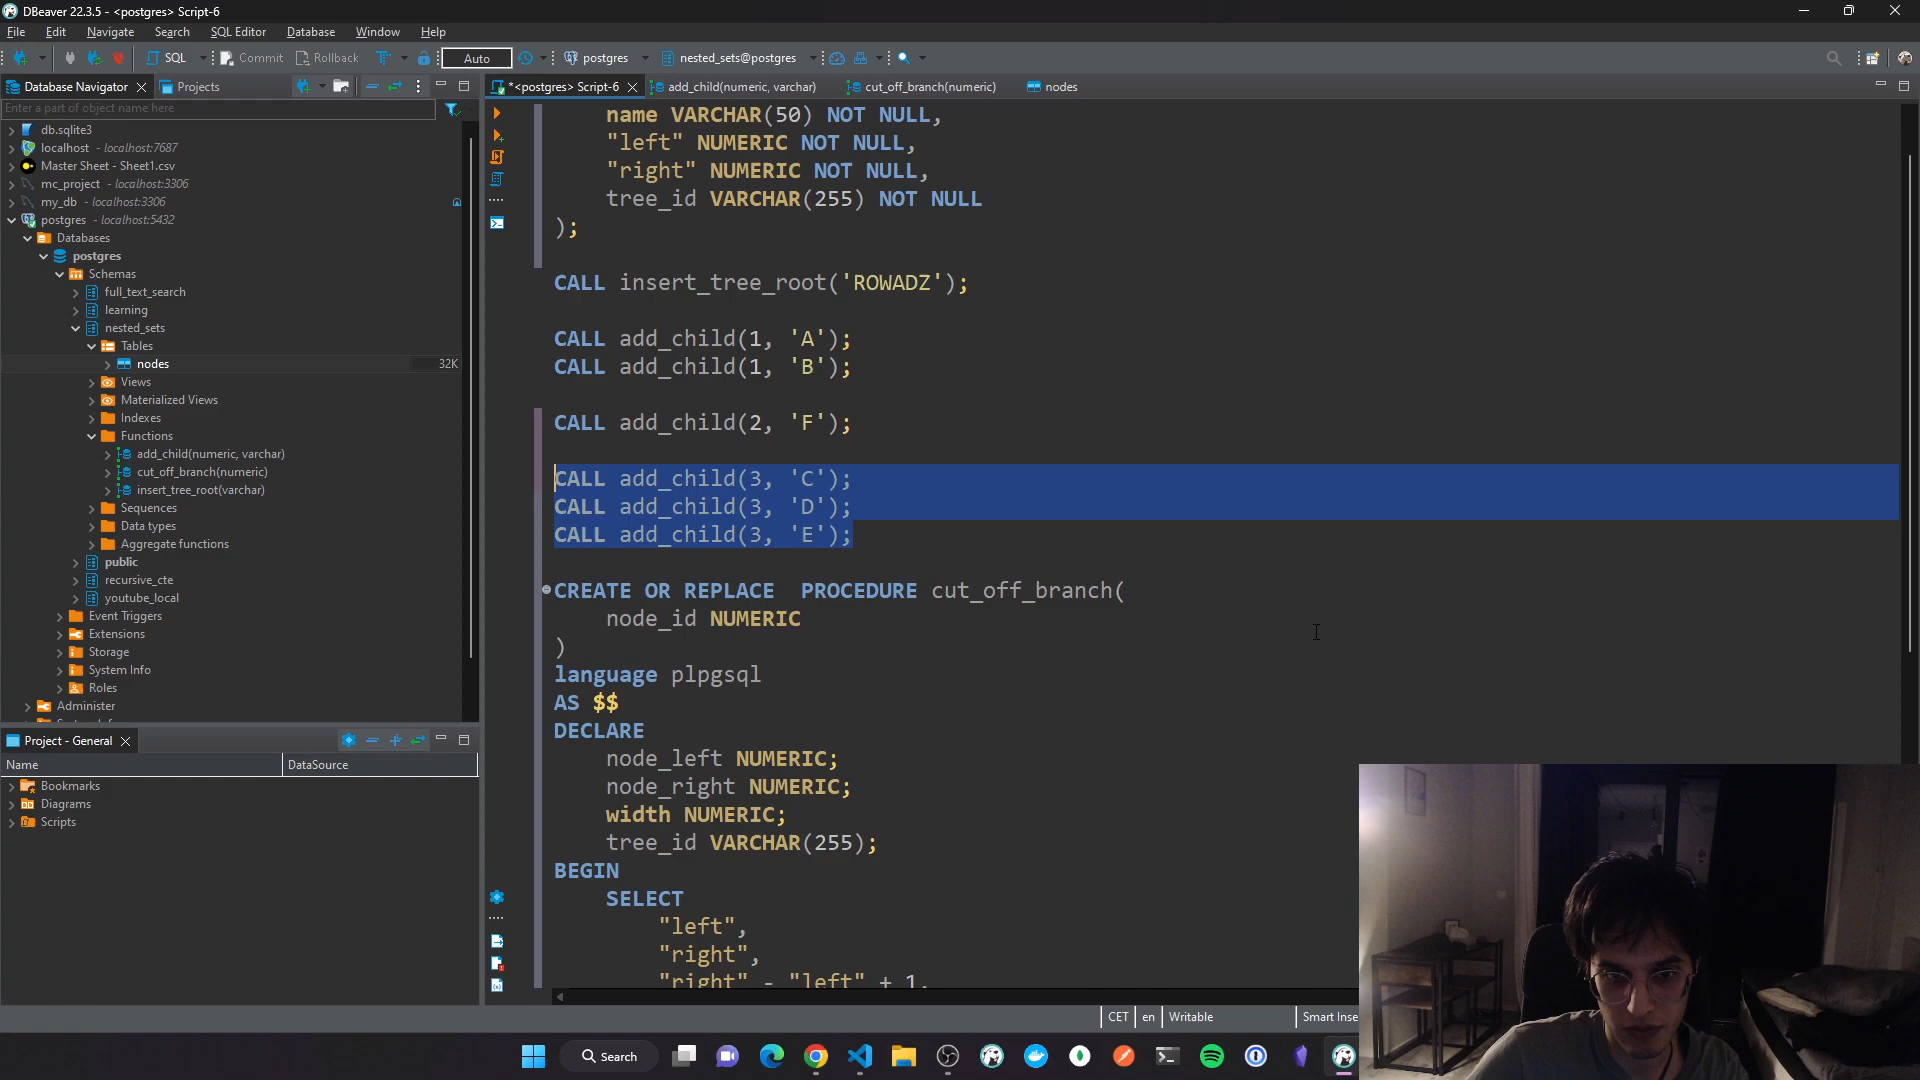 DBeaver 22.3.5 - <postgres> Script-6
File Edit Navigate Search SQL Editor Database Window Help
SQL Commit Rollback Auto postgres nested_sets@postgres
Database Navigator Projects
Enter a part of object name here
db.sqlite3
localhost - localhost:7687
Master Sheet - Sheet1.csv
mc_project - localhost:3306
my_db - localhost:3306
postgres - localhost:5432
Databases
postgres
Schemas
full_text_search
learning
nested_sets
Tables
nodes 32K
Views
Materialized Views
Indexes
Functions
add_child(numeric, varchar)
cut_off_branch(numeric)
insert_tree_root(varchar)
Sequences
Data types
Aggregate functions
public
recursive_cte
youtube_local
Event Triggers
Extensions
Storage
System Info
Roles
Administer
Project - General
Name DataSource
Bookmarks
Diagrams
Scripts
*<postgres> Script-6 add_child(numeric, varchar) cut_off_branch(numeric) nodes
name VARCHAR(50) NOT NULL,
"left" NUMERIC NOT NULL,
"right" NUMERIC NOT NULL,
tree_id VARCHAR(255) NOT NULL
);
CALL insert_tree_root('ROWADZ');
CALL add_child(1, 'A');
CALL add_child(1, 'B');
CALL add_child(2, 'F');
CALL add_child(3, 'C');
CALL add_child(3, 'D');
CALL add_child(3, 'E');
CREATE OR REPLACE  PROCEDURE cut_off_branch(
node_id NUMERIC
)
language plpgsql
AS $$
DECLARE
node_left NUMERIC;
node_right NUMERIC;
width NUMERIC;
tree_id VARCHAR(255);
BEGIN
SELECT
"left",
"right",
"right" - "left" + 1,
CET en Writable Smart Inse
Search